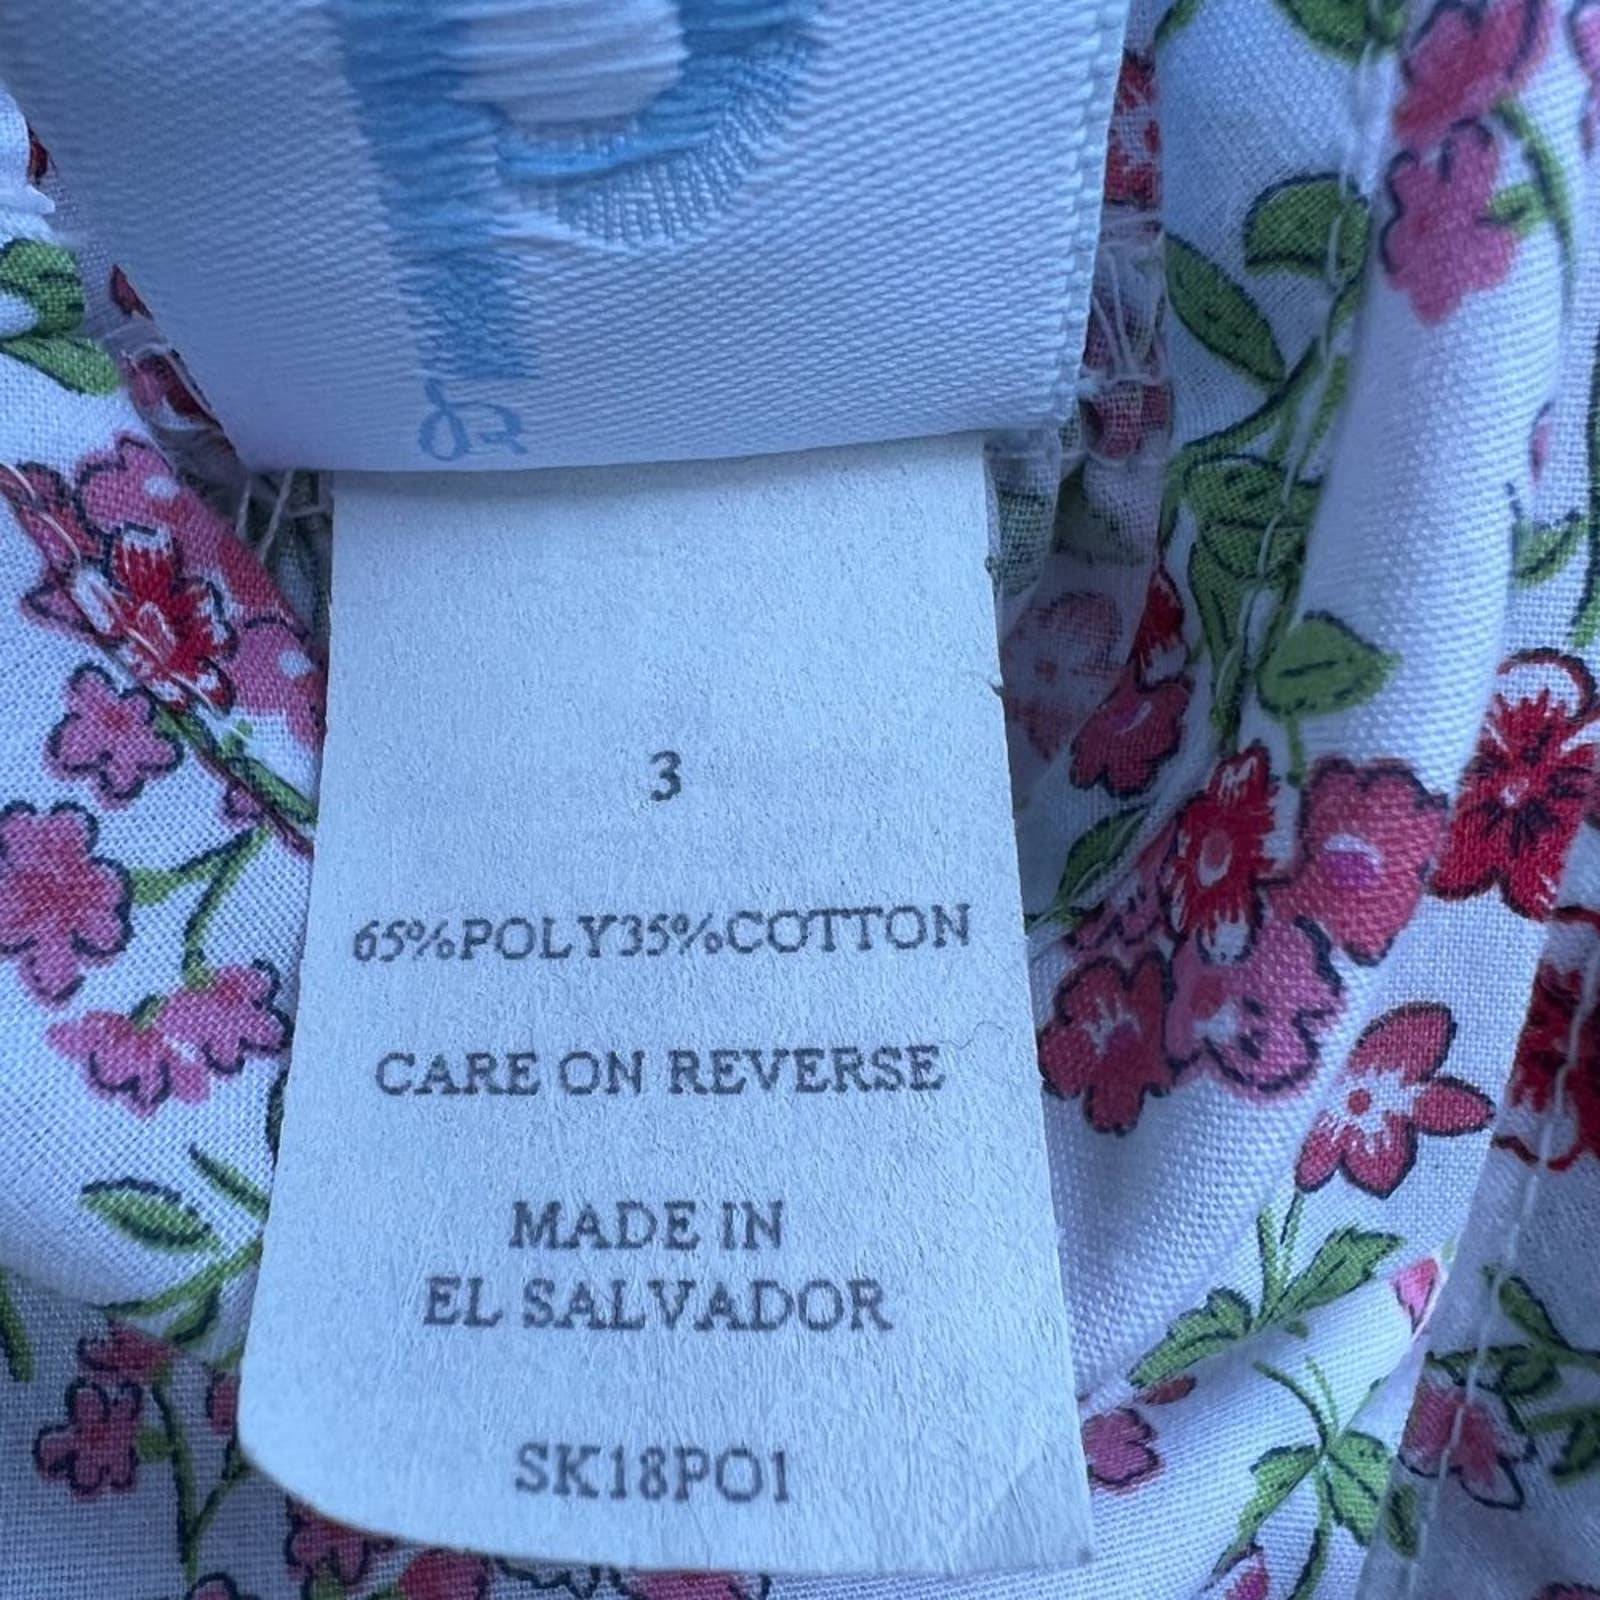 3
65%POLY35%COTTON
CARE ON REVERSE
MADE IN
EL SALVADOR
SK18PO1